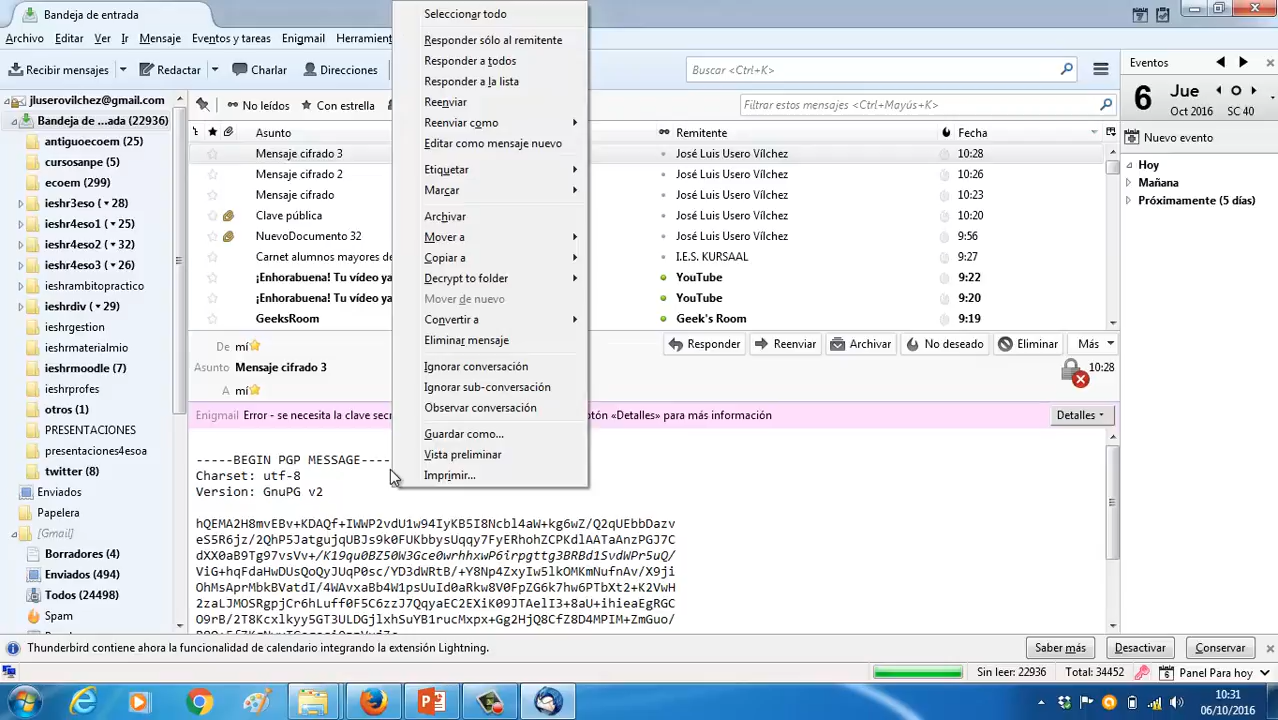 Bandeja de entrada
Archivo Editar Ver Ir Mensaje Eventos y tareas Enigmail Herramien
Recibir mensajes Redactar Charlar Direcciones
Buscar <Ctrl+K>
jluserovilchez@gmail.com
Bandeja de ...ada (22936)
antiguoecoem (25)
cursosanpe (5)
ecoem (299)
ieshr3eso (▾ 28)
ieshr4eso1 (▾ 25)
ieshr4eso2 (▾ 32)
ieshr4eso3 (▾ 26)
ieshrambitopractico
ieshrdiv (▾ 29)
ieshrgestion
ieshrmaterialmio
ieshrmoodle (7)
ieshrprofes
otros (1)
PRESENTACIONES
presentaciones4esoa
twitter (8)
Enviados
Papelera
[Gmail]
Borradores (4)
Enviados (494)
Todos (24498)
Spam
No leídos Con estrella
Filtrar estos mensajes <Ctrl+Mayús+K>
Asunto Remitente Fecha
Mensaje cifrado 3 José Luis Usero Vílchez 10:28
Mensaje cifrado 2 José Luis Usero Vílchez 10:26
Mensaje cifrado José Luis Usero Vílchez 10:23
Clave pública José Luis Usero Vílchez 10:20
NuevoDocumento 32 José Luis Usero Vílchez 9:56
Carnet alumnos mayores de I.E.S. KURSAAL 9:27
¡Enhorabuena! Tu vídeo ya YouTube 9:22
¡Enhorabuena! Tu vídeo ya YouTube 9:20
GeeksRoom Geek's Room 9:19
Seleccionar todo
Responder sólo al remitente
Responder a todos
Responder a la lista
Reenviar
Reenviar como
Editar como mensaje nuevo
Etiquetar
Marcar
Archivar
Mover a
Copiar a
Decrypt to folder
Mover de nuevo
Convertir a
Eliminar mensaje
Ignorar conversación
Ignorar sub-conversación
Observar conversación
Guardar como...
Vista preliminar
Imprimir...
De mí
Responder Reenviar Archivar No deseado Eliminar Más
Asunto Mensaje cifrado 3
10:28
A mí
Enigmail Error - se necesita la clave sec otón «Detalles» para más información Detalles
-----BEGIN PGP MESSAGE----
Charset: utf-8
Version: GnuPG v2
hQEMA2H8mvEBv+KDAQf+IWWP2vdU1w94IyKB5I8Ncbl4aW+kg6wZ/Q2qUEbbDazv
eS5R6jz/2QhP5JatgujqUBJs9k0FUKbbysUqqy7FyERhohZCPKdlAATaAnzPGJ7C
dXX0aB9Tg97vsVv+/K19qu0BZ50W3Gce0wrhhxwP6irpgttg3BRBd1SvdWPr5uQ/
ViG+hqFdaHwDUsQoQyJUqP0sc/YD3dWRtB/+Y8Np4ZxyIw5lkOMKmNufnAv/X9ji
OhMsAprMbkBVatdI/4WAvxaBb4W1psUuId0aRkw8V0FpZG6k7hw6PTbXt2+K2VwH
2zaLJMOSRgpjCr6hLuff0F5C6zzJ7QqyaEC2EXiK09JTAelI3+8aU+ihieaEgRGC
O9rB/2T8Kcxlkyy5GT3ULDGjlxhSuYB1rucMxpx+Gg2HjQ8CfZ8D4MPIM+ZmGuo/
Eventos
6 Jue
Oct 2016 SC 40
Nuevo evento
Hoy
Mañana
Próximamente (5 días)
Thunderbird contiene ahora la funcionalidad de calendario integrando la extensión Lightning. Saber más Desactivar Conservar
Sin leer: 22936 Total: 34452 Panel Para hoy
10:31
06/10/2016